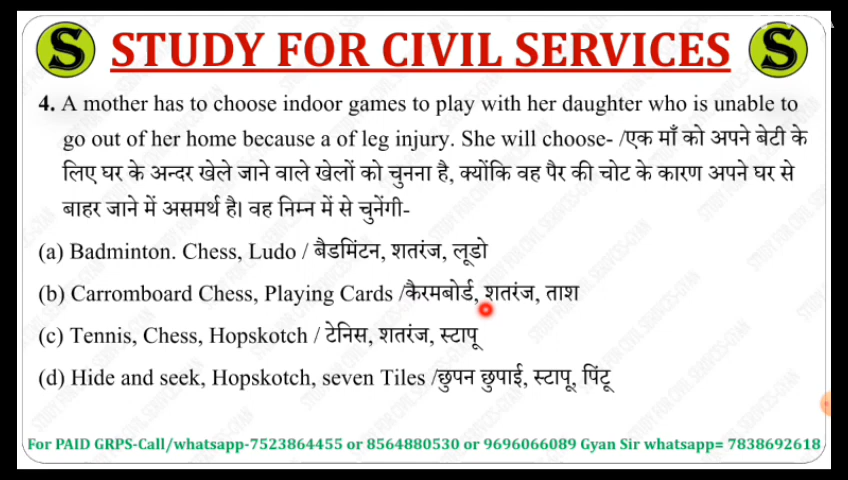 S STUDY FOR CIVIL SERVICES S
4. A mother has to choose indoor games to play with her daughter who is unable to
go out of her home because a of leg injury. She will choose- /एक माँ को अपने बेटी के
लिए घर के अन्दर खेले जाने वाले खेलों को चुनना है, क्योंकि वह पैर की चोट के कारण अपने घर से
बाहर जाने में असमर्थ है। वह निम्न में से चुनेंगी-
(a) Badminton. Chess, Ludo / बैडमिंटन, शतरंज, लूडो
(b) Carromboard Chess, Playing Cards /कैरमबोर्ड, शतरंज, ताश
(c) Tennis, Chess, Hopskotch / टेनिस, शतरंज, स्टापू
(d) Hide and seek, Hopskotch, seven Tiles /छुपन छुपाई, स्टापू, पिंटू
For PAID GRPS-Call/whatsapp-7523864455 or 8564880530 or 9696066089 Gyan Sir whatsapp= 7838692618